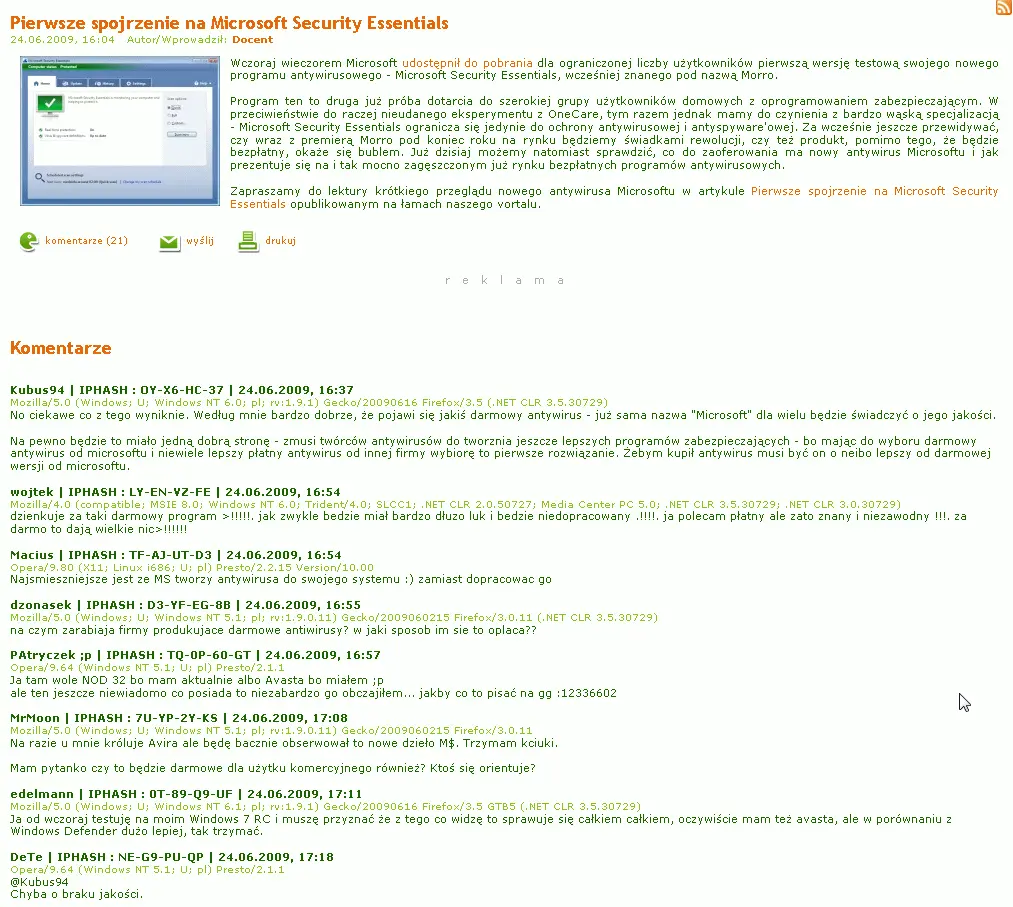 Pierwsze spojrzenie na Microsoft Security Essentials
24.06.2009, 16:04 Autor/Wprowadził: Docent
Wczoraj wieczorem Microsoft udostępnił do pobrania dla ograniczonej liczby użytkowników pierwszą wersję testową swojego nowego
programu antywirusowego - Microsoft Security Essentials, wcześniej znanego pod nazwą Morro.
Program ten to druga już próba dotarcia do szerokiej grupy użytkowników domowych z oprogramowaniem zabezpieczającym. W
przeciwieństwie do raczej nieudanego eksperymentu z OneCare, tym razem jednak mamy do czynienia z bardzo wąską specjalizacją
- Microsoft Security Essentials ogranicza się jedynie do ochrony antywirusowej i antyspyware'owej. Za wcześnie jeszcze przewidywać,
czy wraz z premierą Morro pod koniec roku na rynku będziemy świadkami rewolucji, czy też produkt, pomimo tego, że będzie
bezpłatny, okaże się bublem. Już dzisiaj możemy natomiast sprawdzić, co do zaoferowania ma nowy antywirus Microsoftu i jak
prezentuje się na i tak mocno zagęszczonym już rynku bezpłatnych programów antywirusowych.
Zapraszamy do lektury krótkiego przeglądu nowego antywirusa Microsoftu w artykule Pierwsze spojrzenie na Microsoft Security
Essentials opublikowanym na łamach naszego vortalu.
komentarze (21) wyślij drukuj
r e k l a m a
Komentarze
Kubus94 | IPHASH : OY-X6-HC-37 | 24.06.2009, 16:37
Mozilla/5.0 (Windows; U; Windows NT 6.0; pl; rv:1.9.1) Gecko/20090616 Firefox/3.5 (.NET CLR 3.5.30729)
No ciekawe co z tego wyniknie. Według mnie bardzo dobrze, że pojawi się jakiś darmowy antywirus - już sama nazwa "Microsoft" dla wielu będzie świadczyć o jego jakości.
Na pewno będzie to miało jedną dobrą stronę - zmusi twórców antywirusów do tworznia jeszcze lepszych programów zabezpieczających - bo mając do wyboru darmowy
antywirus od microsoftu i niewiele lepszy płatny antywirus od innej firmy wybiorę to pierwsze rozwiązanie. Żebym kupił antywirus musi być on o neibo lepszy od darmowej
wersji od microsoftu.
wojtek | IPHASH : LY-EN-VZ-FE | 24.06.2009, 16:54
Mozilla/4.0 (compatible; MSIE 8.0; Windows NT 6.0; Trident/4.0; SLCC1; .NET CLR 2.0.50727; Media Center PC 5.0; .NET CLR 3.5.30729; .NET CLR 3.0.30729)
dzienkuje za taki darmowy program >!!!!!. jak zwykle bedzie miał bardzo dłuzo luk i bedzie niedopracowany .!!!!. ja polecam płatny ale zato znany i niezawodny !!!. za
darmo to dają wielkie nic>!!!!!!
Macius | IPHASH : TF-AJ-UT-D3 | 24.06.2009, 16:54
Opera/9.80 (X11; Linux i686; U; pl) Presto/2.2.15 Version/10.00
Najsmieszniejsze jest ze MS tworzy antywirusa do swojego systemu :) zamiast dopracowac go
dzonasek | IPHASH : D3-YF-EG-8B | 24.06.2009, 16:55
Mozilla/5.0 (Windows; U; Windows NT 5.1; pl; rv:1.9.0.11) Gecko/2009060215 Firefox/3.0.11 (.NET CLR 3.5.30729)
na czym zarabiaja firmy produkujace darmowe antiwirusy? w jaki sposob im sie to oplaca??
PAtryczek ;p | IPHASH : TQ-0P-60-GT | 24.06.2009, 16:57
Opera/9.64 (Windows NT 5.1; U; pl) Presto/2.1.1
Ja tam wole NOD 32 bo mam aktualnie albo Avasta bo miałem ;p
ale ten jeszcze niewiadomo co posiada to niezabardzo go obczajiłem... jakby co to pisać na gg :12336602
MrMoon | IPHASH : 7U-YP-2Y-KS | 24.06.2009, 17:08
Mozilla/5.0 (Windows; U; Windows NT 5.1; pl; rv:1.9.0.11) Gecko/2009060215 Firefox/3.0.11
Na razie u mnie króluje Avira ale będę bacznie obserwował to nowe dzieło M$. Trzymam kciuki.
Mam pytanko czy to będzie darmowe dla użytku komercyjnego również? Ktoś się orientuje?
edelmann | IPHASH : 0T-89-Q9-UF | 24.06.2009, 17:11
Mozilla/5.0 (Windows; U; Windows NT 6.1; pl; rv:1.9.1) Gecko/20090616 Firefox/3.5 GTB5 (.NET CLR 3.5.30729)
Ja od wczoraj testuję na moim Windows 7 RC i muszę przyznać że z tego co widzę to sprawuje się całkiem całkiem, oczywiście mam też avasta, ale w porównaniu z
Windows Defender dużo lepiej, tak trzymać.
DeTe | IPHASH : NE-G9-PU-QP | 24.06.2009, 17:18
Opera/9.64 (Windows NT 5.1; U; pl) Presto/2.1.1
@Kubus94
Chyba o braku jakości.